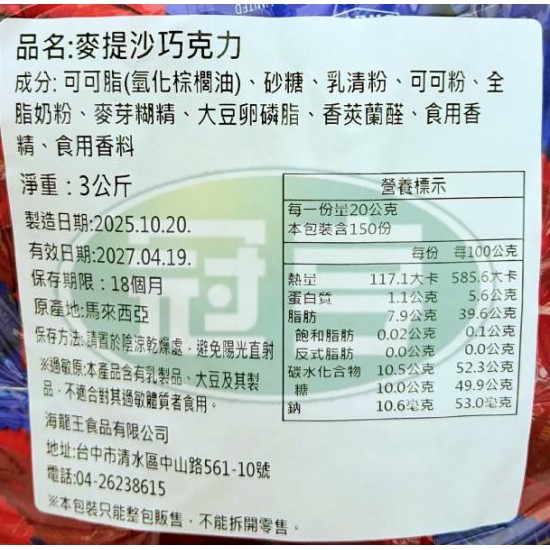 品名:麥提沙巧克力
成分: 可可脂(氫化棕櫚油)、砂糖、乳清粉、可可粉、全
脂奶粉、麥芽糊精、大豆卵磷脂、香莢蘭醛、食用香
精、食用香料
淨重：3公斤
製造日期:2025.10.20.
有效日期:2027.04.19.
保存期限：18個月
原產地:馬來西亞
保存方法:請置於陰涼乾燥處，避免陽光直射
※過敏原:本產品含有乳製品、大豆及其製
品，不適合對其過敏體質者食用。
海龍王食品有限公司
地址:台中市清水區中山路561-10號
電話:04-26238615
※本包裝只能整包販售，不能拆開零售。
營養標示
每一份量20公克
本包裝含150份
每份 每100公克
熱量 117.1大卡 585.6大卡
蛋白質 1.1公克 5.6公克
脂肪 7.9公克 39.6公克
飽和脂肪 0.02公克 0.1公克
反式脂肪 0.0公克 0.0公克
碳水化合物 10.5公克 52.3公克
糖 10.0公克 49.9公克
鈉 10.6毫克 53.0毫克